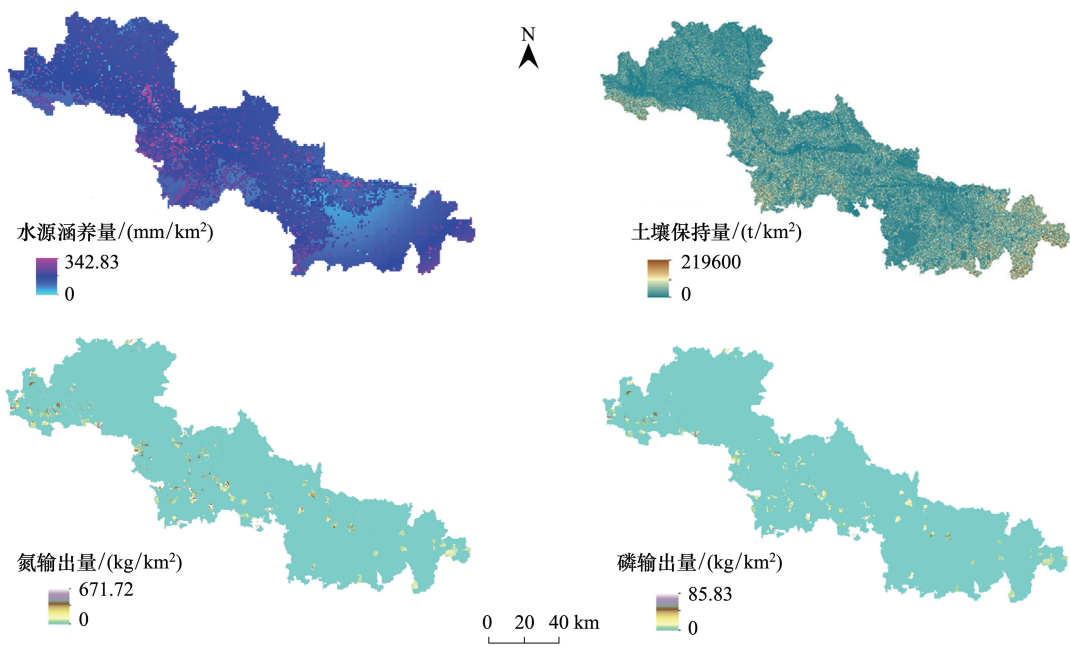 N
水源涵养量/(mm/km²)
342.83
0
土壤保持量/(t/km²)
219600
0
氮输出量/(kg/km²)
671.72
0
磷输出量/(kg/km²)
85.83
0
0 20 40 km